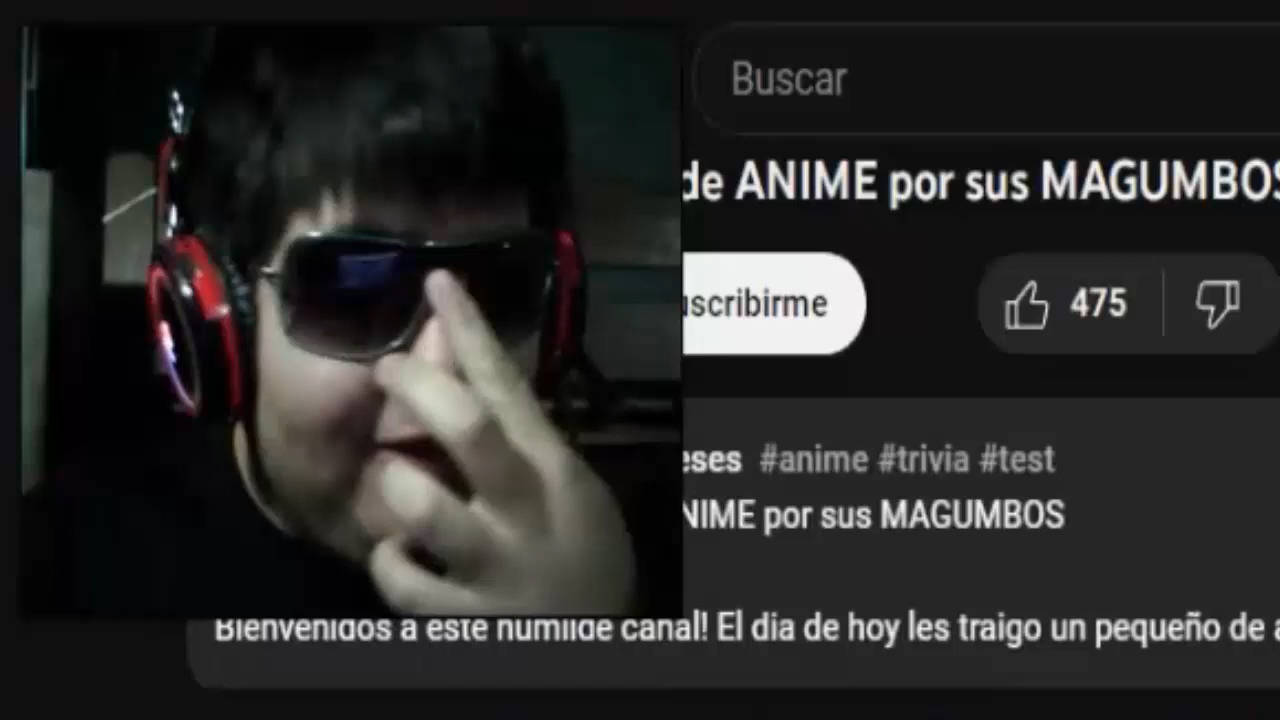 Buscar
de ANIME por sus MAGUMBOS
uscribirme
475
eses #anime #trivia #test
NIME por sus MAGUMBOS
Bienvenidos a este humilde canal! El dia de hoy les traigo un pequeño de a